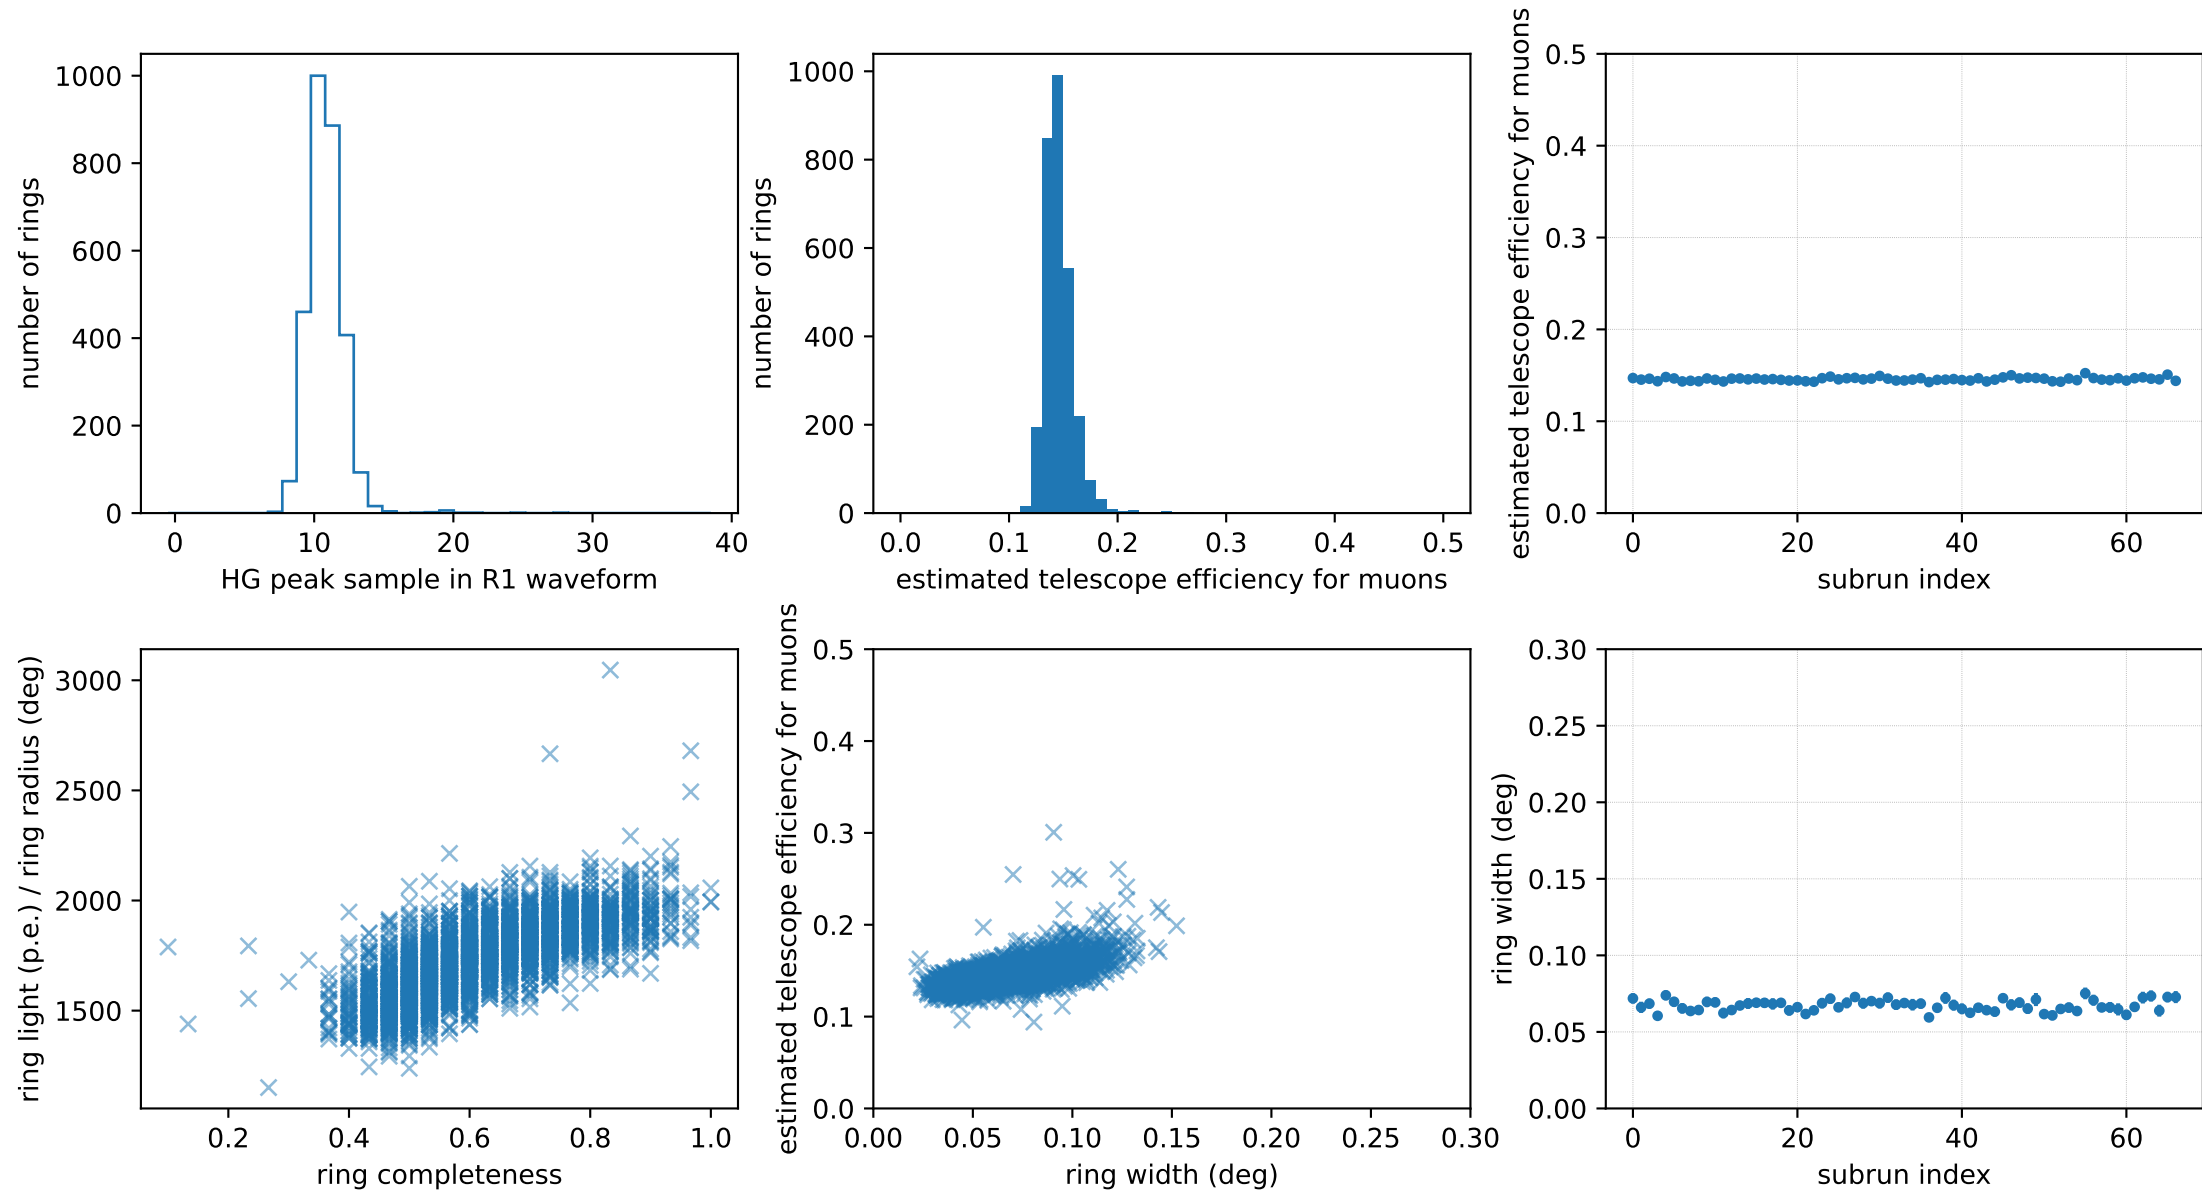 1000
800
600
400
200
0
number of rings
0 10 20 30 40
HG peak sample in R1 waveform
1000
800
600
400
200
0
number of rings
0.0 0.1 0.2 0.3 0.4 0.5
estimated telescope efficiency for muons
0.5
0.4
0.3
0.2
0.1
0.0
estimated telescope efficiency for muons
0 20 40 60
subrun index
3000
2500
2000
1500
ring light (p.e.) / ring radius (deg)
0.2 0.4 0.6 0.8 1.0
ring completeness
0.5
0.4
0.3
0.2
0.1
0.0
estimated telescope efficiency for muons
0.00 0.05 0.10 0.15 0.20 0.25 0.30
ring width (deg)
0.30
0.25
0.20
0.15
0.10
0.05
0.00
ring width (deg)
0 20 40 60
subrun index